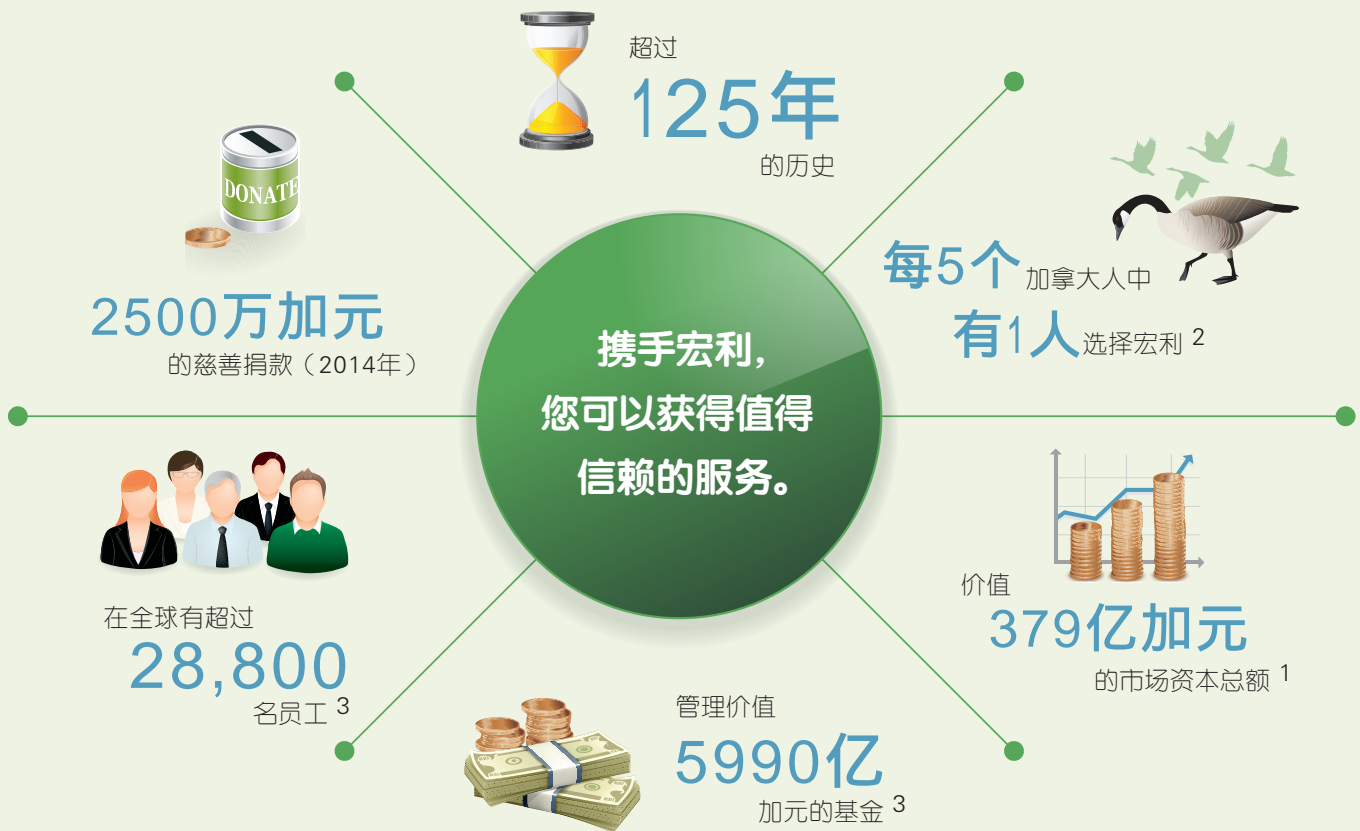 超过
125年
的历史
DONATE
2500万加元
的慈善捐款（2014年）
每5个加拿大人中
有1人选择宏利 2
携手宏利，
您可以获得值得
信赖的服务。
在全球有超过
28,800
名员工 3
价值
379亿加元
的市场资本总额 1
管理价值
5990亿
加元的基金 3